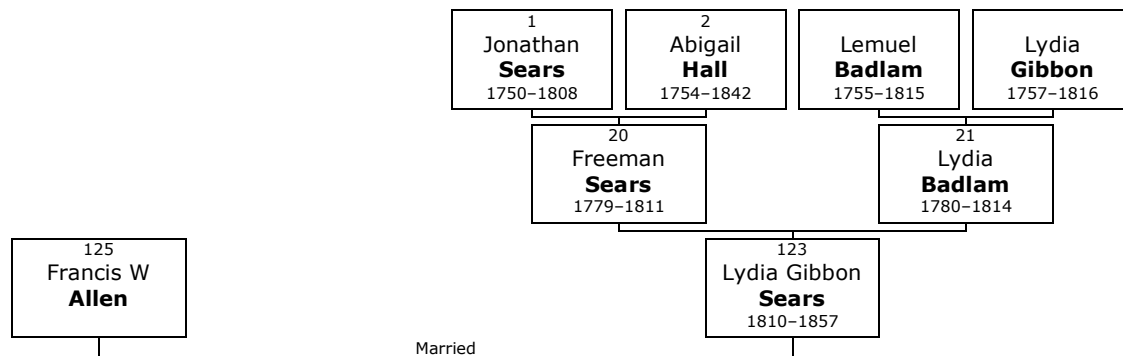 1
Jonathan
Sears
1750–1808
2
Abigail
Hall
1754–1842
Lemuel
Badlam
1755–1815
Lydia
Gibbon
1757–1816
20
Freeman
Sears
1779–1811
21
Lydia
Badlam
1780–1814
125
Francis W
Allen
123
Lydia Gibbon
Sears
1810–1857
Married